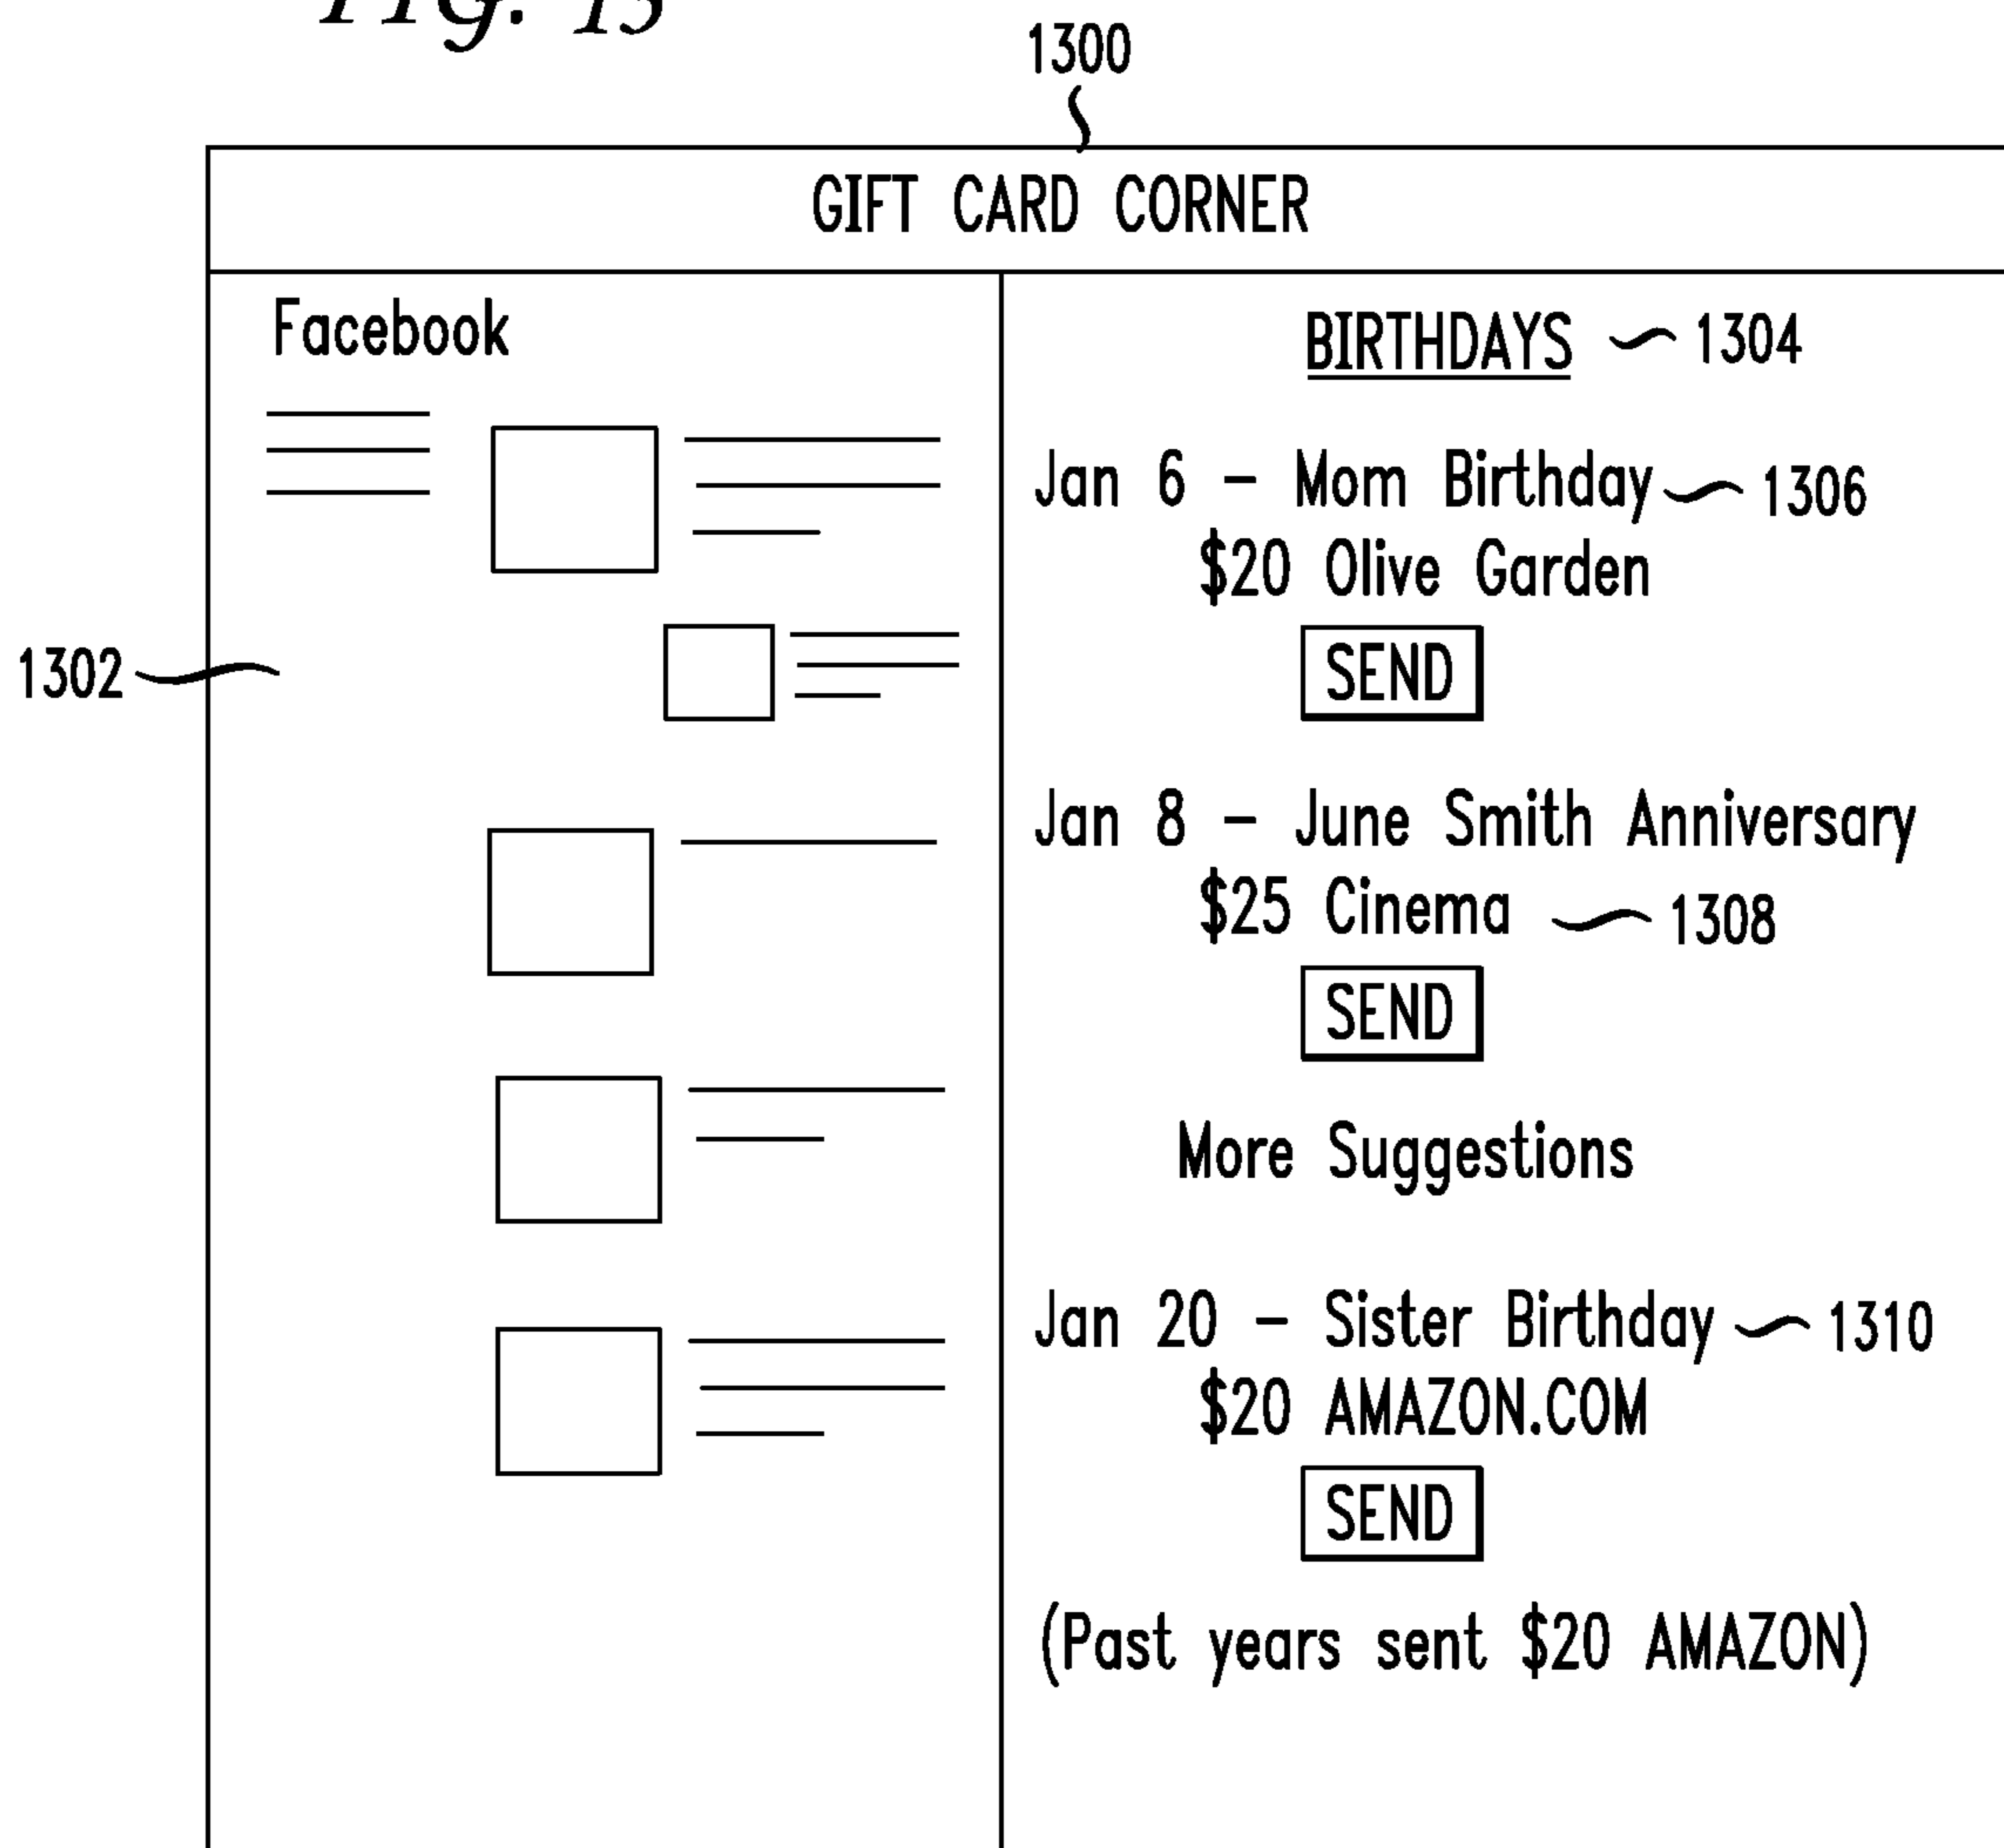 FIG. 13
1300
GIFT CARD CORNER
Facebook
1302
BIRTHDAYS 1304
Jan 6 – Mom Birthday 1306
$20 Olive Garden
SEND
Jan 8 – June Smith Anniversary
$25 Cinema 1308
SEND
More Suggestions
Jan 20 – Sister Birthday 1310
$20 AMAZON.COM
SEND
(Past years sent $20 AMAZON)